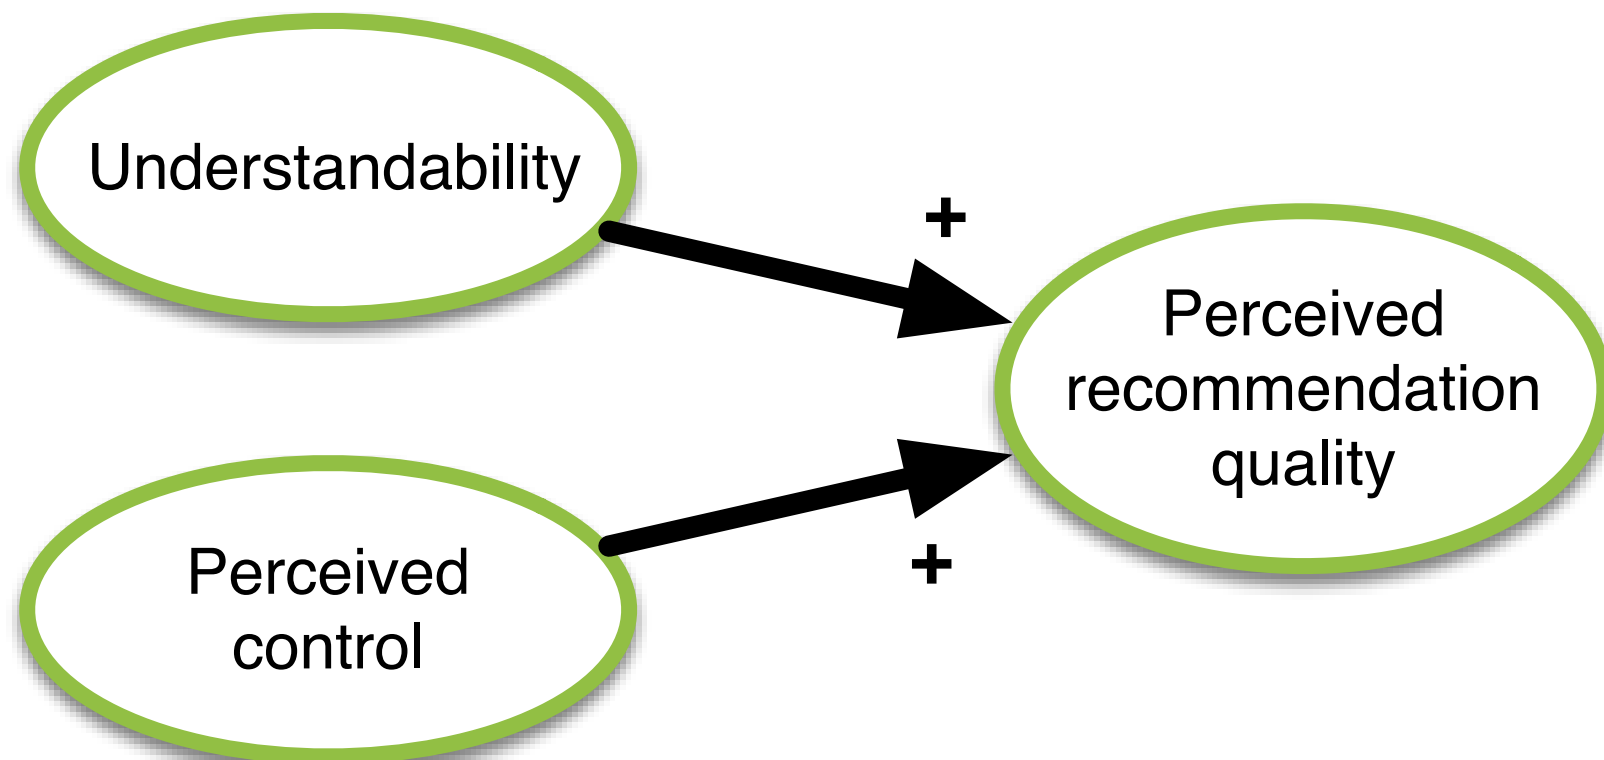 Understandability
+
Perceived
recommendation
quality
Perceived
control
+